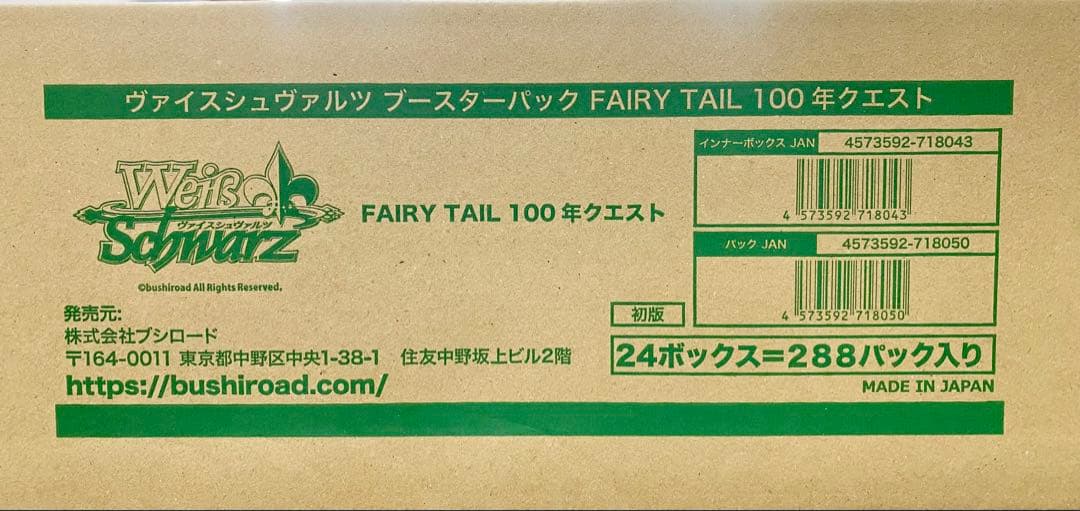 ヴァイスシュヴァルツ ブースターパック FAIRY TAIL 100年クエスト
Weiß
ヴァイスシュヴァルツ
Schwarz
©bushiroad All Rights Reserved.
FAIRY TAIL 100年クエスト
インナーボックス JAN 4573592-718043
4 573592 718043
パック JAN 4573592-718050
4 573592 718050
発売元:
株式会社ブシロード
〒164-0011 東京都中野区中央1-38-1 住友中野坂上ビル2階
https://bushiroad.com/
初版
24ボックス=288パック入り
MADE IN JAPAN